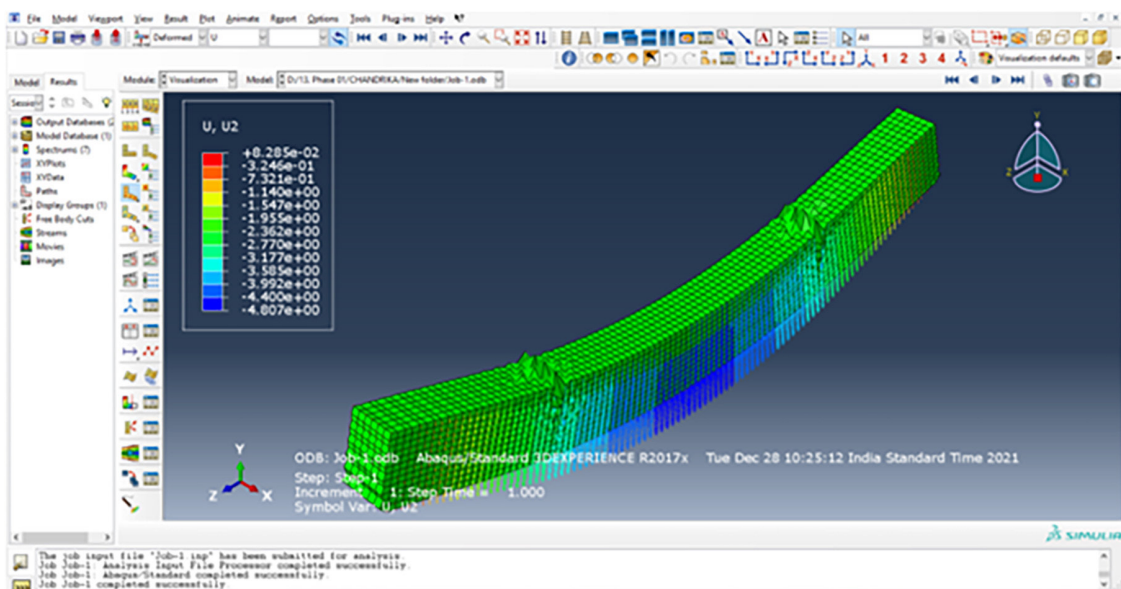 File Model Viewport View Result Plot Animate Report Options Tools Plug-ins Help
Deformed U
All
1 2 3 4 Visualization defaults
Model Results
Module: Visualization Model: D:/13. Phase 01/CHANDRIKA/New folder/Job-1.odb
Output Databases (
Model Database (1)
Spectrums (7)
XYPlots
XYData
Paths
Display Groups (1)
Free Body Cuts
Streams
Movies
Images
U, U2
+8.285e-02
-3.246e-01
-7.321e-01
-1.140e+00
-1.547e+00
-1.955e+00
-2.362e+00
-2.770e+00
-3.177e+00
-3.585e+00
-3.992e+00
-4.400e+00
-4.807e+00
Y
Z X
Y
Z X
ODB: Job-1.odb Abaqus/Standard 3DEXPERIENCE R2017x Tue Dec 28 10:25:12 India Standard Time 2021
Step: Step-1
Increment 1: Step Time = 1.000
Symbol Var: U, U2
SIMULIA
The job input file "Job-1.inp" has been submitted for analysis.
Job Job-1: Analysis Input File Processor completed successfully.
Job Job-1: Abaqus/Standard completed successfully.
Job Job-1 completed successfully.